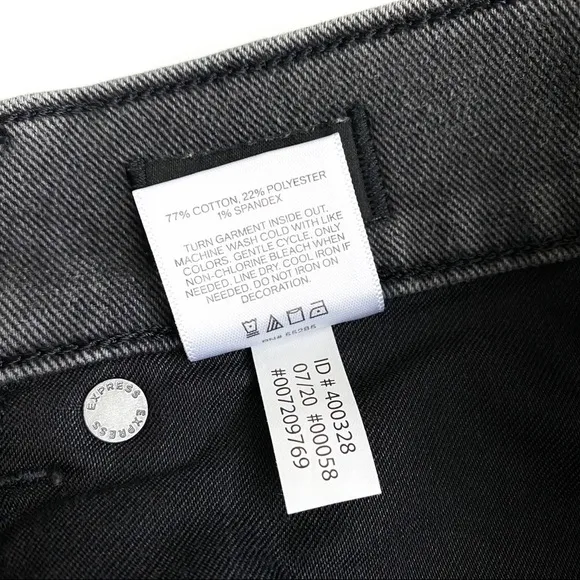 77% COTTON, 22% POLYESTER
1% SPANDEX
TURN GARMENT INSIDE OUT.
MACHINE WASH COLD WITH LIKE
COLORS. GENTLE CYCLE. ONLY
NON-CHLORINE BLEACH WHEN
NEEDED. LINE DRY. COOL IRON IF
NEEDED. DO NOT IRON ON
DECORATION.
ID # 400328
07/20 #00058
#007209769
EXPRESS
EXPRESS